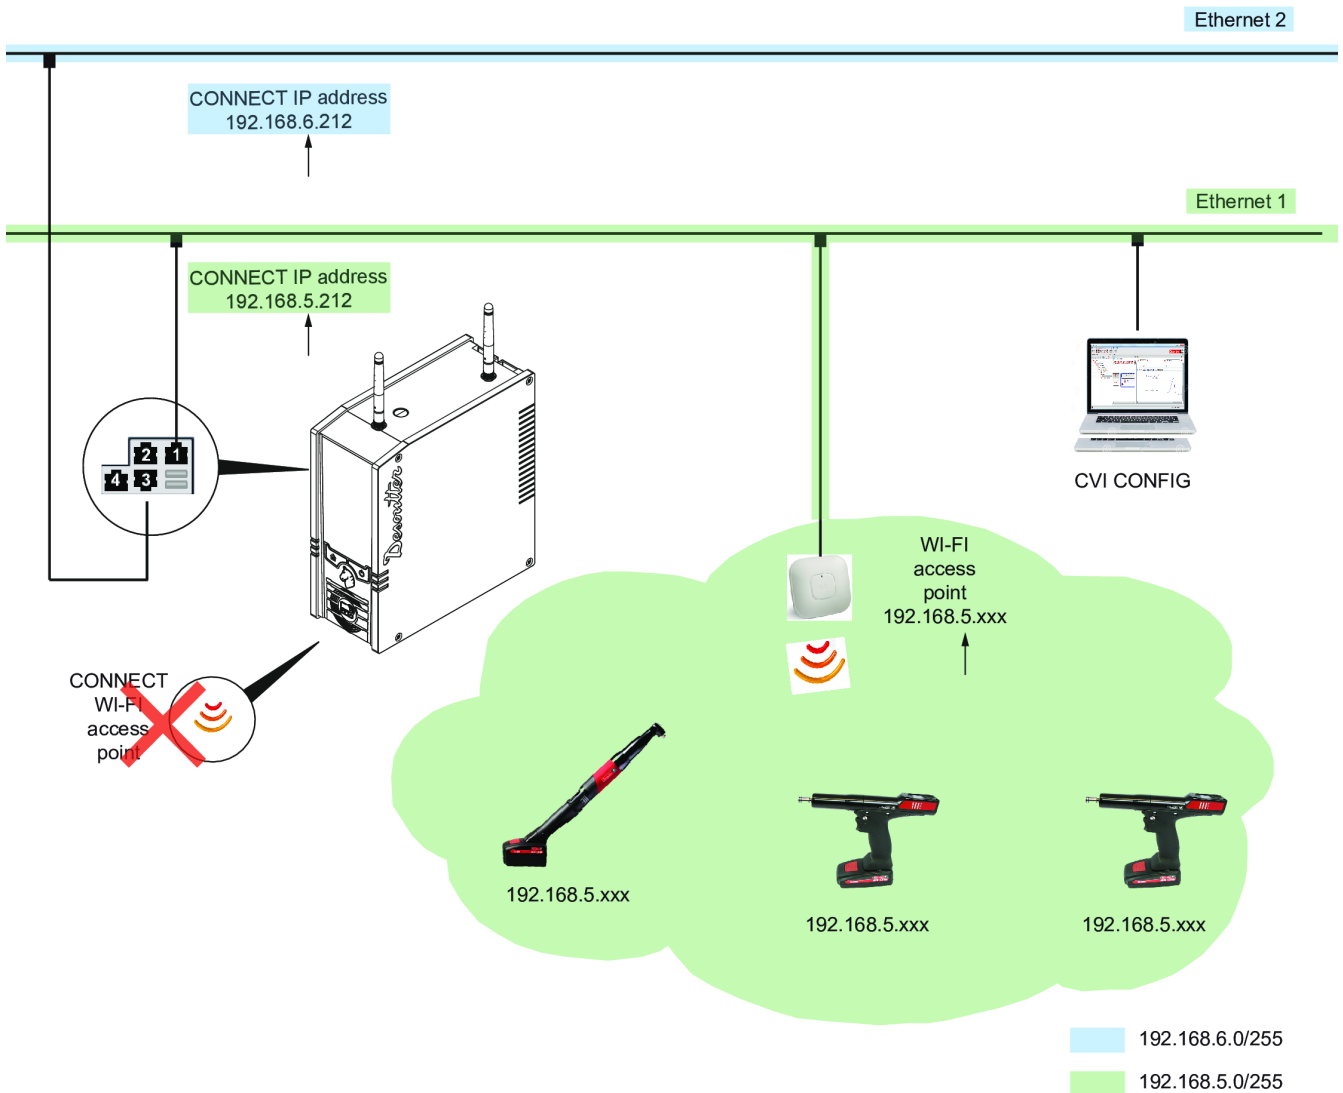 Ethernet 2
CONNECT IP address
192.168.6.212
Ethernet 1
CONNECT IP address
192.168.5.212
2
1
4
3
Desoutter
CVI CONFIG
WI-FI
access
point
192.168.5.xxx
CONNECT
WI-FI
access
point
192.168.5.xxx
192.168.5.xxx
192.168.5.xxx
192.168.6.0/255
192.168.5.0/255